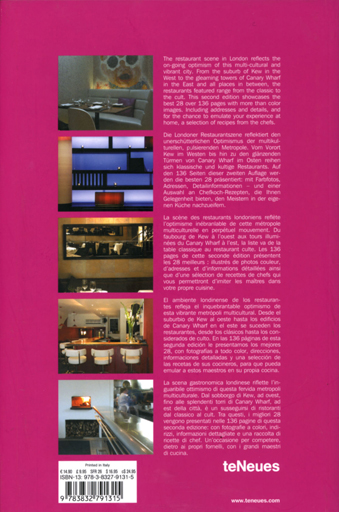 The restaurant scene in London reflects the
on-going optimism of this multi-cultural and
vibrant city. From the suburb of Kew in the
West to the gleaming towers of Canary Wharf
in the East and all places in between, the
restaurants featured range from the classic to
the cult. This second edition showcases the
best 28 over 136 pages with more than color
images. Including addresses and details, and
for the chance to emulate your experience at
home, a selection of recipes from the chefs.
Die Londoner Restaurantszene reflektiert den
unerschütterlichen Optimismus der multikul-
turellen, pulsierenden Metropole. Vom Vorort
Kew im Westen bis hin zu den glänzenden
Türmen von Canary Wharf im Osten reihen
sich klassische und kultige Restaurants. Auf
den 136 Seiten dieser zweiten Auflage wer-
den die besten 28 präsentiert: mit Farbfotos,
Adressen, Detailinformationen – und einer
Auswahl an Chefkoch-Rezepten, die Ihnen
Gelegenheit bieten, den Meistern in der eige-
nen Küche nachzueifern.
La scène des restaurants londoniens reflète
l'optimisme inébranlable de cette métropole
multiculturelle en perpétuel mouvement. Du
faubourg de Kew à l'ouest aux tours illumi-
nées du Canary Wharf à l'est, la liste va de la
table classique au restaurant culte. Les 136
pages de cette seconde édition présentent
les 28 meilleurs : illustrés de photos couleur,
d'adresses et d'informations détaillées ainsi
que d'une sélection de recettes de chefs qui
vous permettront d'imiter les maîtres dans
votre propre cuisine.
El ambiente londinense de los restauran-
tes refleja el inquebrantable optimismo de
esta vibrante metrópoli multicultural. Desde el
suburbio de Kew al oeste hasta los edificios
de Canary Wharf en el este se suceden los
restaurantes, desde los clásicos hasta los con-
siderados de culto. En las 136 páginas de esta
segunda edición le presentamos los mejores
28, con fotografías a todo color, direcciones,
informaciones detalladas y una selección de
las recetas de sus cocineros, para que pueda
emular a estos maestros en su propia cocina.
La scena gastronomica londinese riflette l'in-
guaribile ottimismo di questa fervida metropoli
multiculturale. Dal sobborgo di Kew, ad ovest,
fino alle splendenti torri di Canary Wharf, ad
est della città, è un susseguirsi di ristoranti
dal classico al cult. Tra questi, i migliori 28
vengono presentati nelle 136 pagine di questa
seconda edizione: con fotografie a colori, indi-
rizzi, informazioni dettagliate e una raccolta di
ricette di chef. Un'occasione per competere,
dietro ai propri fornelli, con i grandi maestri
di cucina.
Printed in Italy
ISBN-13: 978-3-8327-9131-5
9 783832 791315
teNeues
www.teneues.com